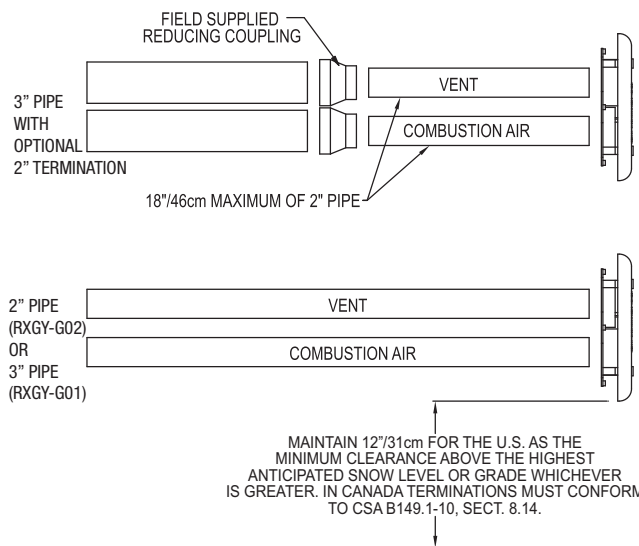 FIELD SUPPLIED
REDUCING COUPLING
VENT
3” PIPE
WITH
OPTIONAL
2” TERMINATION
COMBUSTION AIR
18"/46cm MAXIMUM OF 2" PIPE
2” PIPE
(RXGY-G02)
OR
3” PIPE
(RXGY-G01)
VENT
COMBUSTION AIR
MAINTAIN 12”/31cm FOR THE U.S. AS THE
MINIMUM CLEARANCE ABOVE THE HIGHEST
ANTICIPATED SNOW LEVEL OR GRADE WHICHEVER
IS GREATER. IN CANADA TERMINATIONS MUST CONFORM
TO CSA B149.1-10, SECT. 8.14.